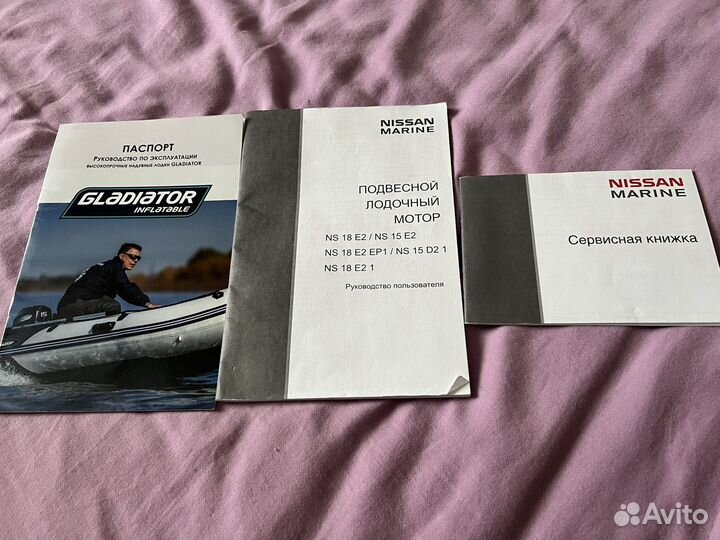 ПАСПОРТ
РУКОВОДСТВО ПО ЭКСПЛУАТАЦИИ
ВЫСОКОПРОЧНЫЕ НАДУВНЫЕ ЛОДКИ GLADIATOR
GLADIATOR
INFLATABLE
15
NISSAN
MARINE
ПОДВЕСНОЙ
ЛОДОЧНЫЙ
МОТОР
NS 18 E2 / NS 15 E2
NS 18 E2 EP1 / NS 15 D2 1
NS 18 E2 1
Руководство пользователя
NISSAN
MARINE
Сервисная книжка
Avito